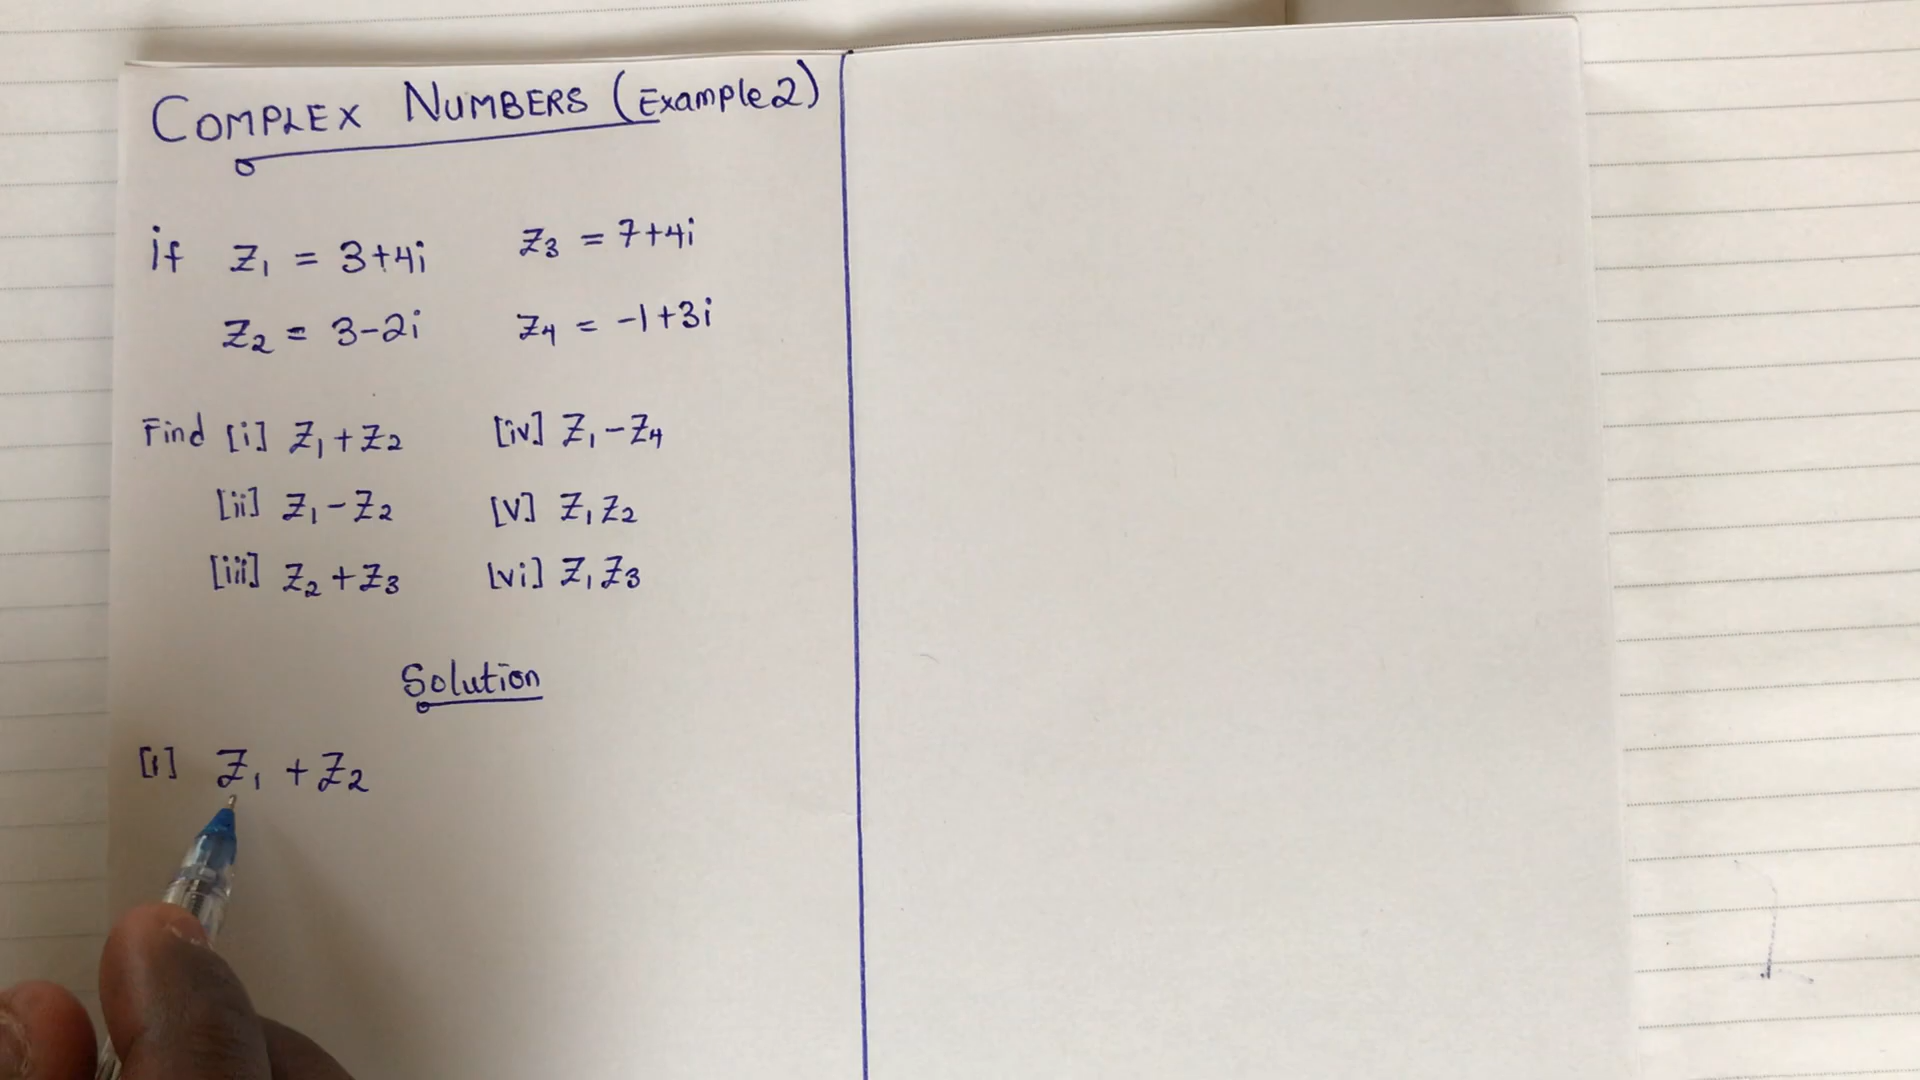 COMPLEX NUMBERS (Example 2)
if Z₁ = 3+4i Z₃ = 7+4i
Z₂ = 3-2i Z₄ = -1+3i
Find [i] Z₁+Z₂ [iv] Z₁-Z₄
[ii] Z₁-Z₂ [v] Z₁Z₂
[iii] Z₂+Z₃ [vi] Z₁Z₃
Solution
[i] Z₁ + Z₂